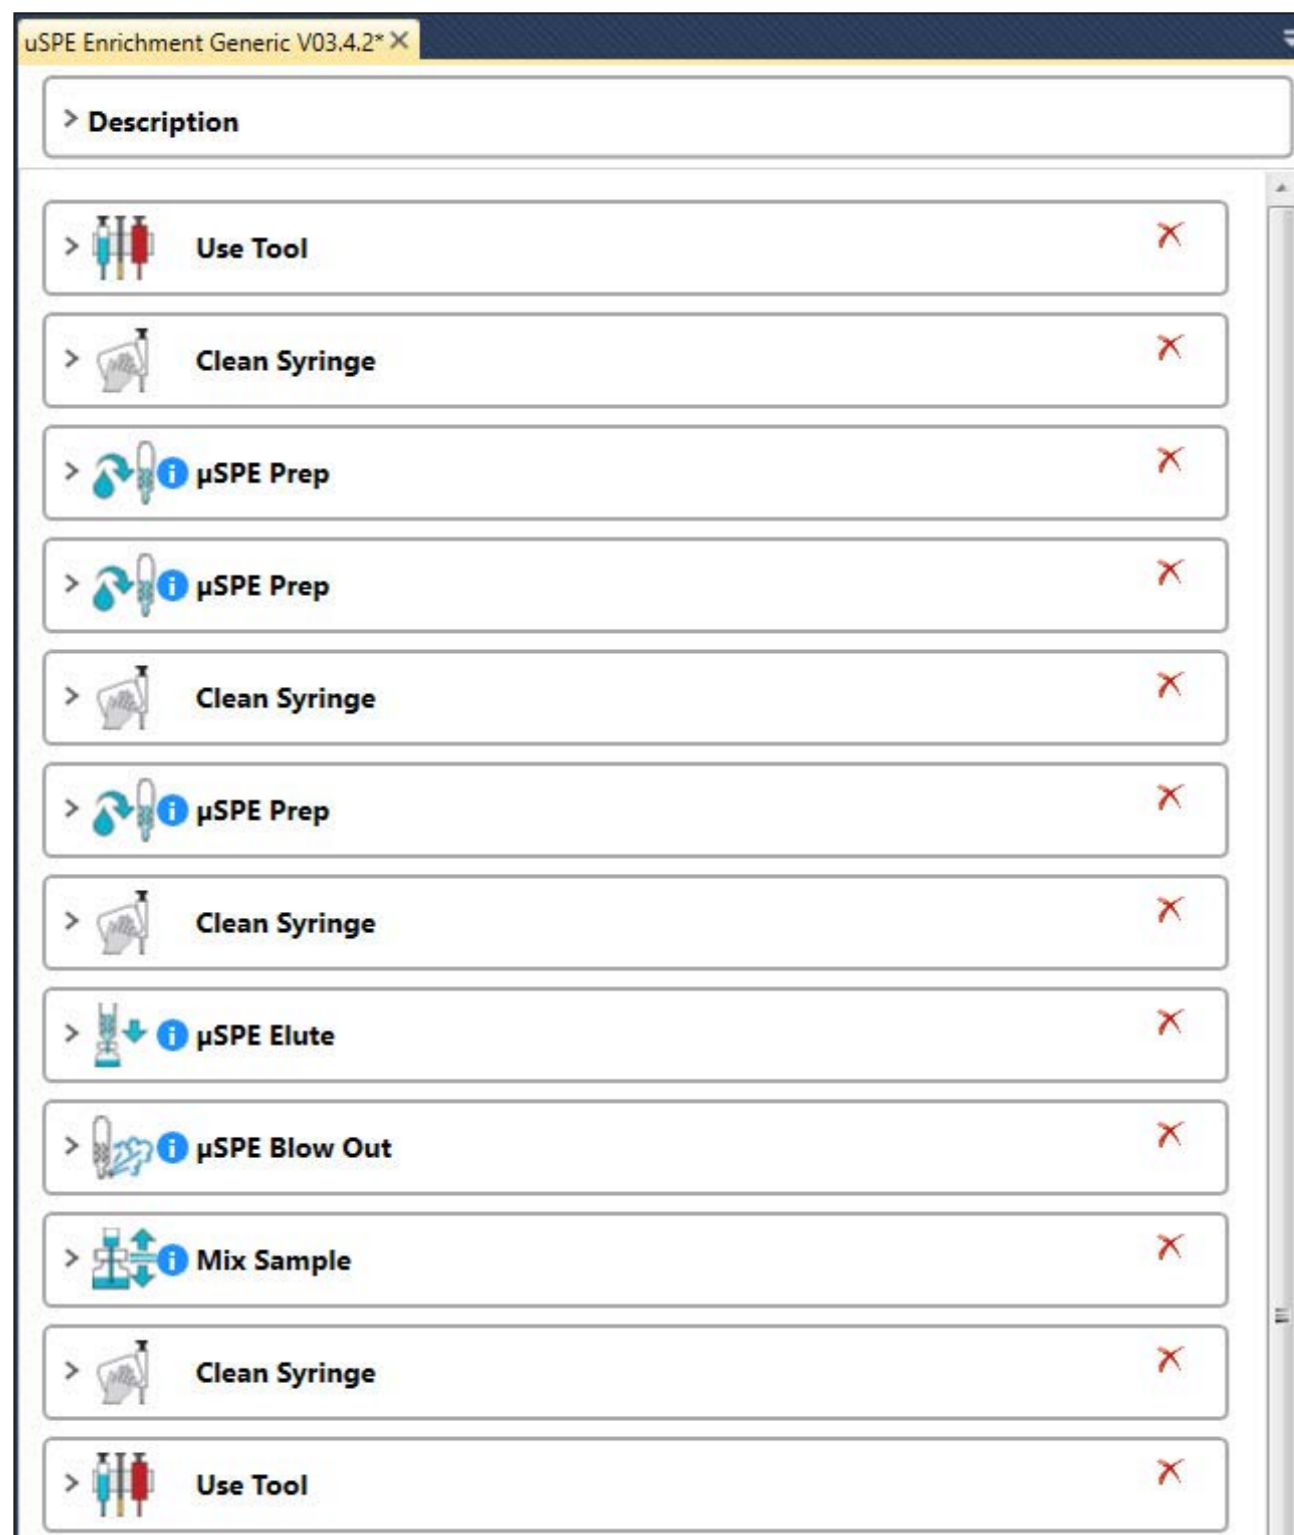 uSPE Enrichment Generic V03.4.2*
Description
Use Tool
Clean Syringe
µSPE Prep
µSPE Prep
Clean Syringe
µSPE Prep
Clean Syringe
µSPE Elute
µSPE Blow Out
Mix Sample
Clean Syringe
Use Tool